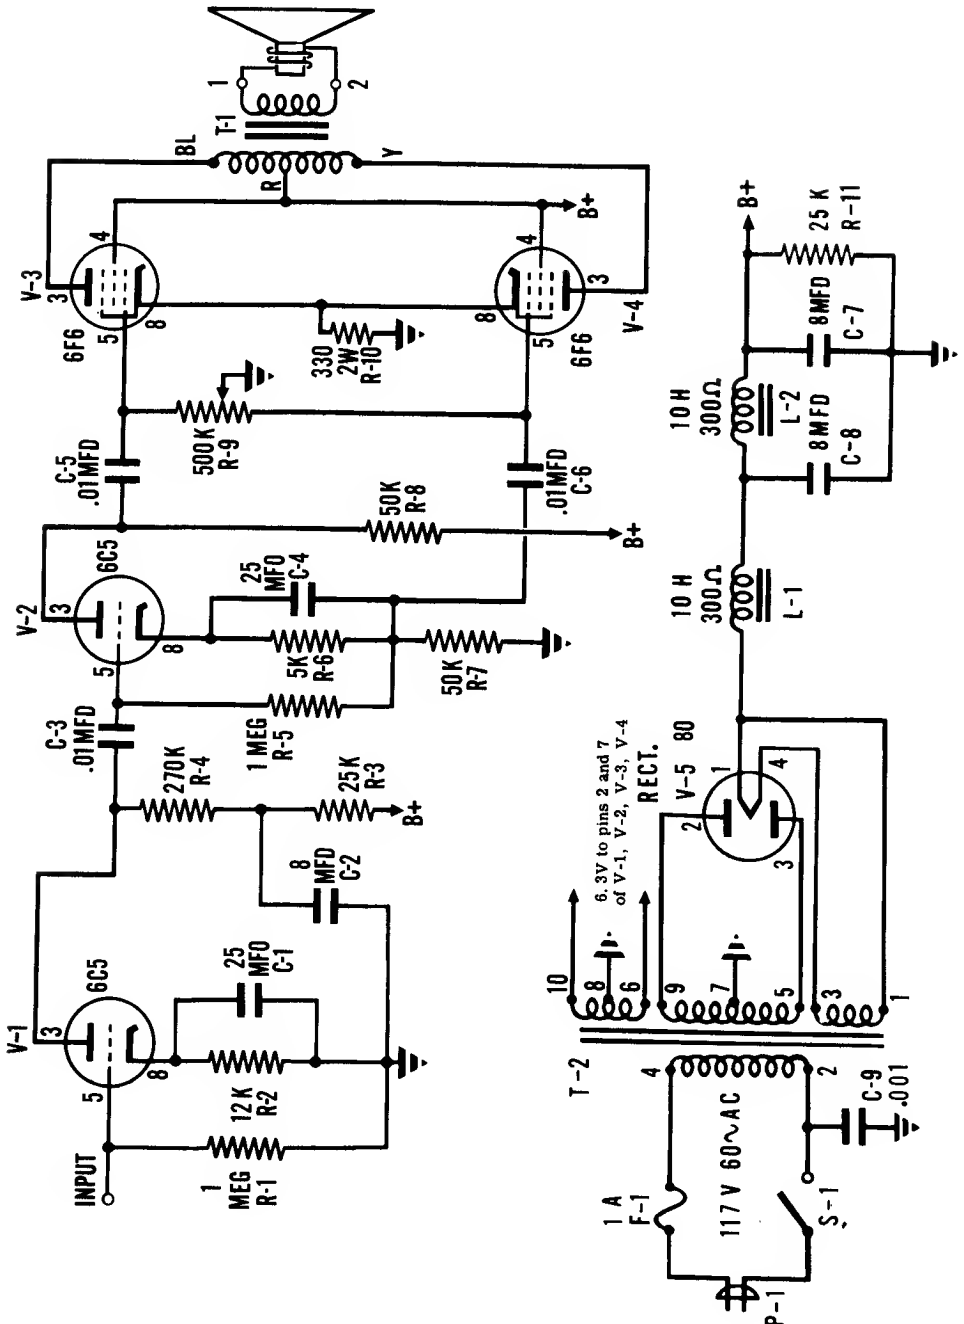 INPUT
1
MEG
R-1
V-1
6C5
3
5
8
12K
R-2
25
MFO
C-1
8
MFD
C-2
270K
R-4
25K
R-3
B+
C-3
.01MFD
V-2
6C5
3
5
8
1 MEG
R-5
5K
R-6
25
MFO
C-4
50K
R-7
50K
R-8
B+
C-5
.01MFD
.01MFD
C-6
500K
R-9
V-3
6F6
3
4
5
8
330
2W
R-10
V-4
6F6
3
4
5
8
B+
BL
R
Y
T-1
1
2
P-1
1 A
F-1
117V 60~AC
S-1
T-2
4
2
C-9
.001
10
8
6
9
7
5
3
1
6.3V to pins 2 and 7
of V-1, V-2, V-3, V-4
RECT.
V-5
80
2
1
3
4
10 H
300Ω
L-1
10 H
300Ω
L-2
8MFD
C-8
8MFD
C-7
B+
25 K
R-11